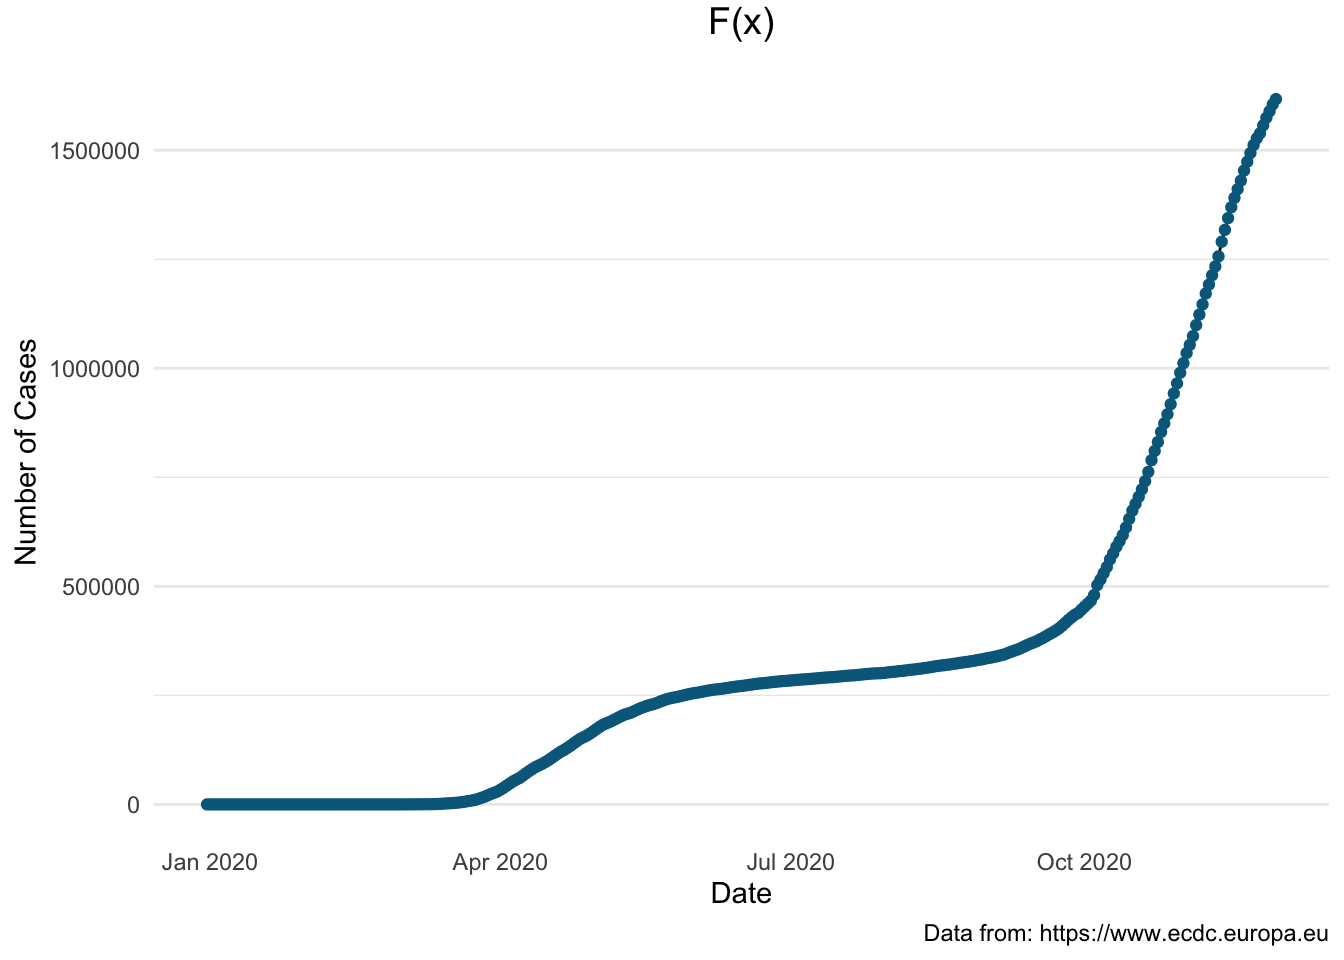 F(x)
1500000
1000000
500000
0
Number of Cases
Jan 2020 Apr 2020 Jul 2020 Oct 2020
Date
Data from: https://www.ecdc.europa.eu